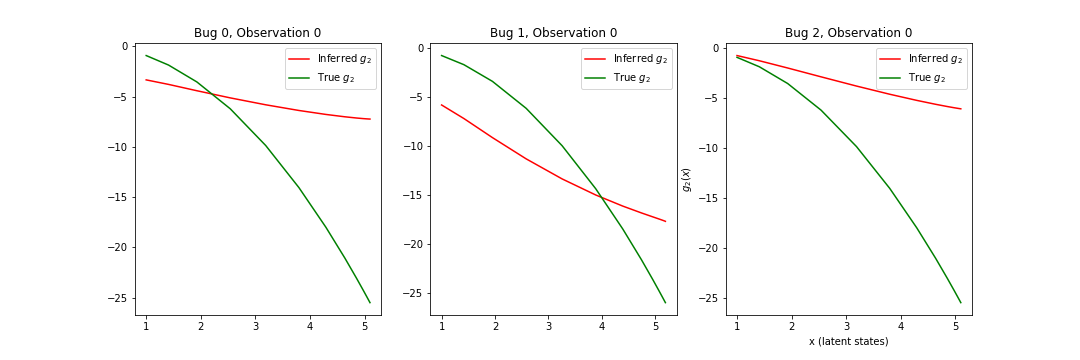 Bug 0, Observation 0
Inferred g₂
True g₂
0
−5
−10
−15
−20
−25
1 2 3 4 5
Bug 1, Observation 0
Inferred g₂
True g₂
0
−5
−10
−15
−20
−25
1 2 3 4 5
Bug 2, Observation 0
Inferred g₂
True g₂
g₂(x)
0
−5
−10
−15
−20
−25
1 2 3 4 5
x (latent states)